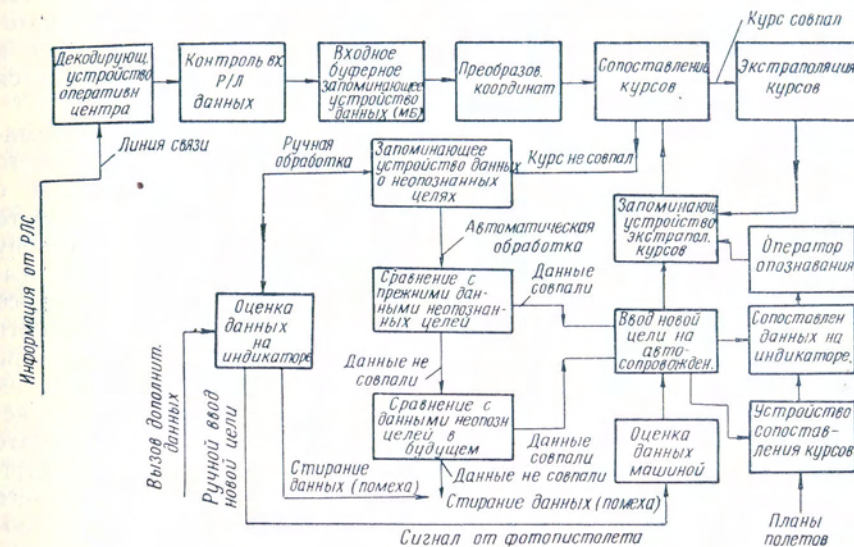 Декодирующ.
устройство
оперативн
центра
Контроль вх.
Р/Л
данных
Входное
буферное
запоминающее
устройство
данных (МБ)
Преобразов.
координат
Сопоставление
курсов
Курс совпал
Экстраполяция
курсов
Линия связи
Информация от РЛС
Ручная
обработка
Запоминающее
устройство данных
о неопознанных
целях
Курс не совпал
Автоматическая
обработка
Запоминающ.
устройство
экстрапол.
курсов
Оператор
опознавания
Оценка
данных
на
индикаторе
Сравнение с
прежними дан-
ными неопознан-
ных целей
Данные
совпали
Ввод новой
цели на
авто-
сопровожден.
Сопоставлен
данных на
индикаторе.
Данные не
совпали
Вызов дополнит.
данных
Ручной ввод
новой цели
Сравнение с
данными неопозн
целей в
будущем
Данные
совпали
Оценка
данных
машиной
Устройство
сопостав-
ления курсов
Данные не совпали
Стирание
данных (помеха)
Стирание данных (помеха)
Сигнал от фотопистолета
Планы
полетов